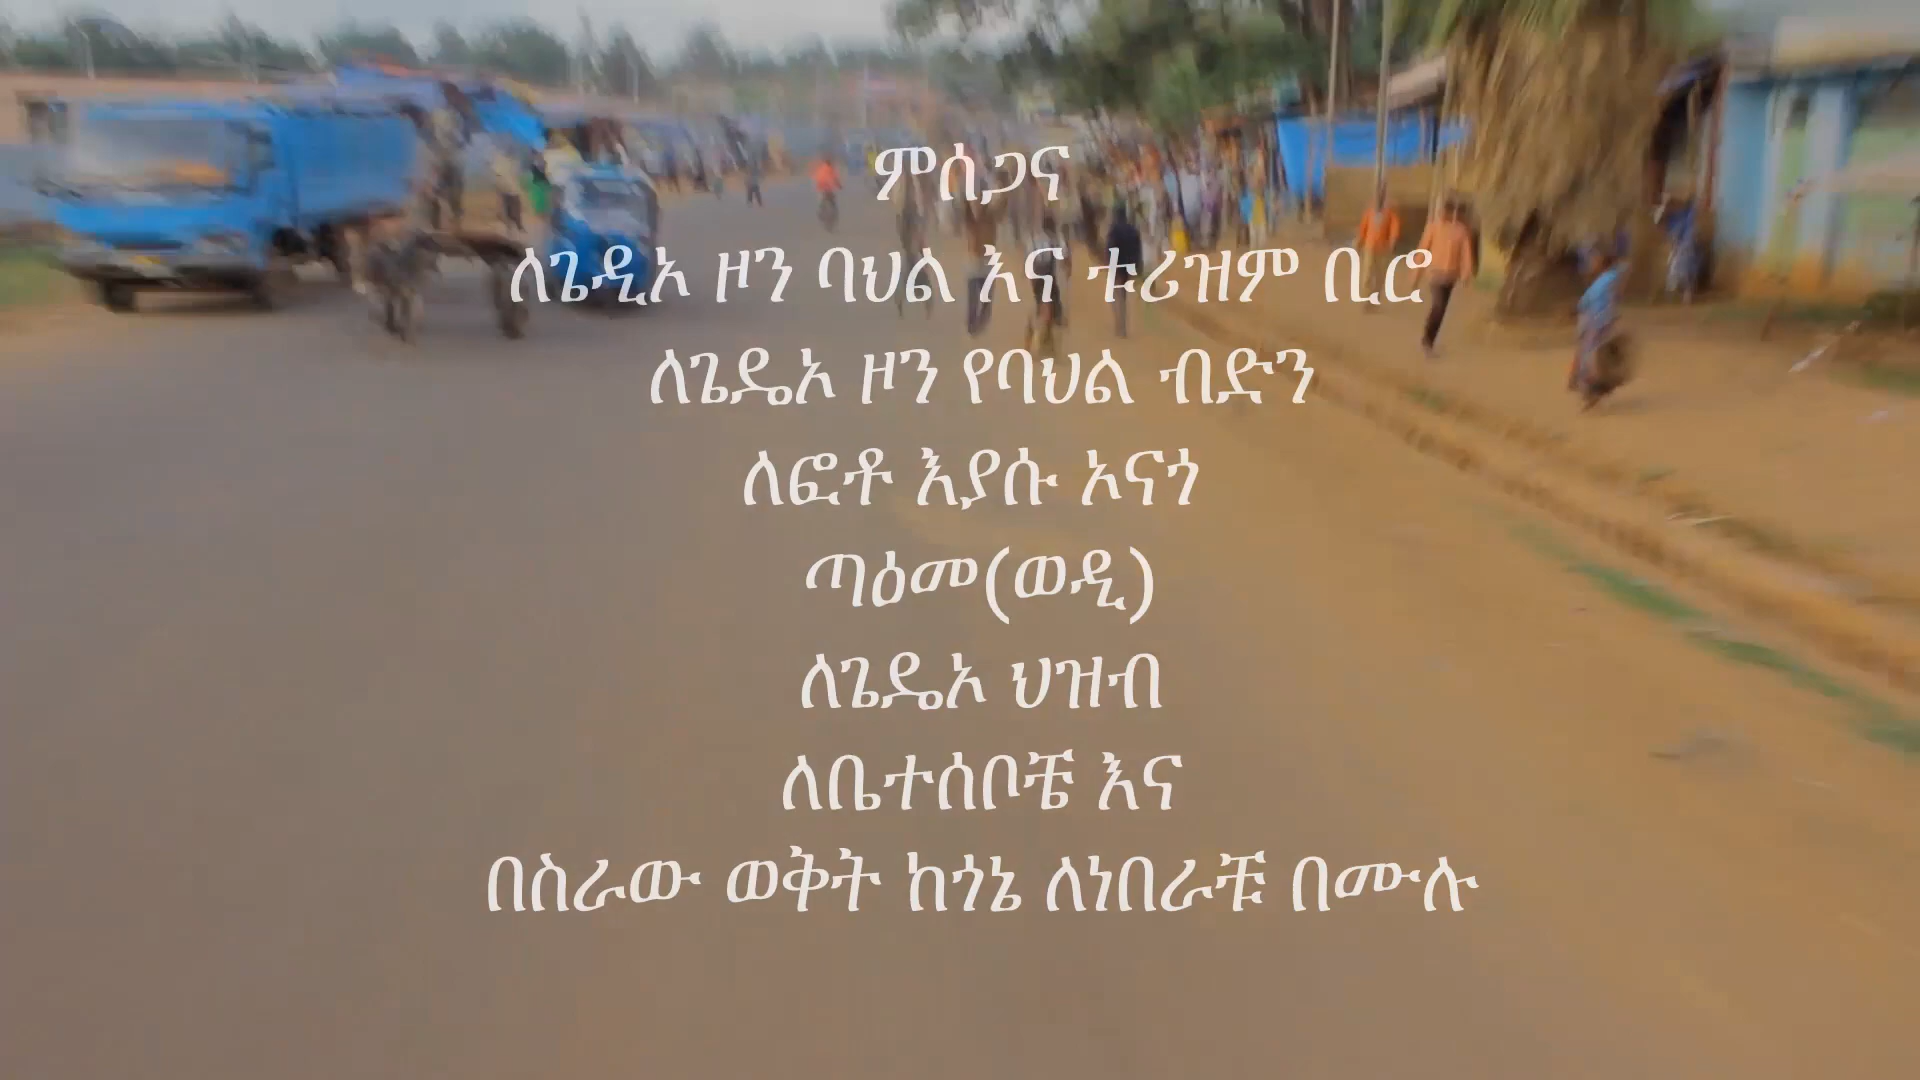 ምሰጋና
ለጌዲኦ ዞን ባህል እና ቱሪዝም ቢሮ
ለጌዴኦ ዞን የባህል ብድን
ለፎቶ እያሱ ኦናጎ
ጣዕመ(ወዲ)
ለጌዴኦ ህዝብ
ለቤተሰቦቼ እና
በስራው ወቅት ከጎኔ ለነበራቹ በሙሉ